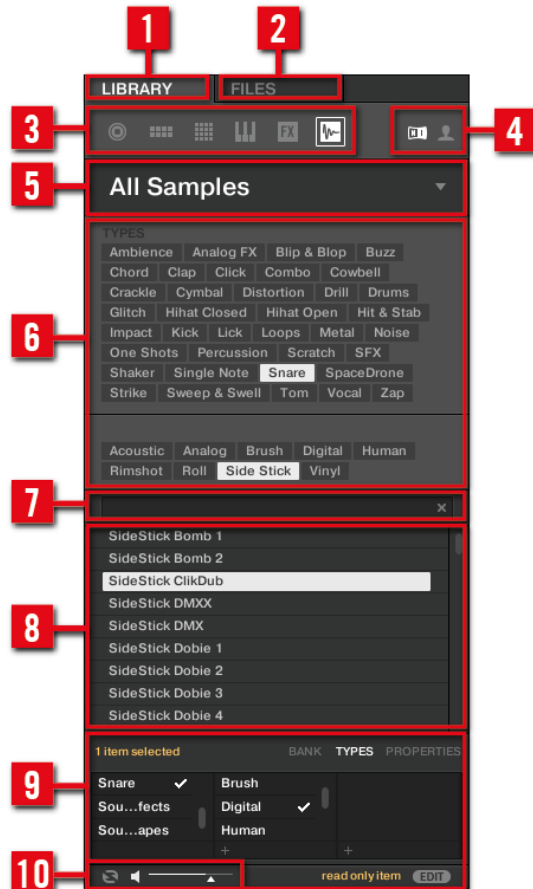 1
2
LIBRARY FILES
3
FX
NI
4
5
All Samples
TYPES
Ambience Analog FX Blip & Blop Buzz
Chord Clap Click Combo Cowbell
Crackle Cymbal Distortion Drill Drums
Glitch Hihat Closed Hihat Open Hit & Stab
6
Impact Kick Lick Loops Metal Noise
One Shots Percussion Scratch SFX
Shaker Single Note Snare SpaceDrone
Strike Sweep & Swell Tom Vocal Zap
Acoustic Analog Brush Digital Human
Rimshot Roll Side Stick Vinyl
7
x
SideStick Bomb 1
SideStick Bomb 2
SideStick ClikDub
SideStick DMXX
8
SideStick DMX
SideStick Dobie 1
SideStick Dobie 2
SideStick Dobie 3
SideStick Dobie 4
1 item selected BANK TYPES PROPERTIES
9
Snare Brush
Sou...fects Digital
Sou...apes Human
+ +
10
read only item EDIT